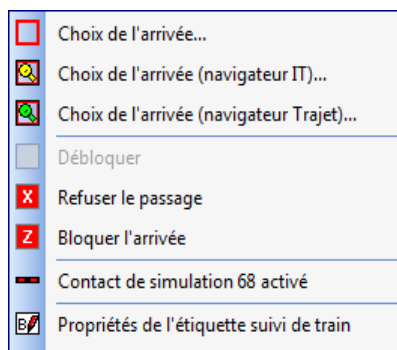 Choix de l'arrivée...
Choix de l'arrivée (navigateur IT)...
Choix de l'arrivée (navigateur Trajet)...
Débloquer
X Refuser le passage
Z Bloquer l'arrivée
Contact de simulation 68 activé
B Propriétés de l'étiquette suivi de train